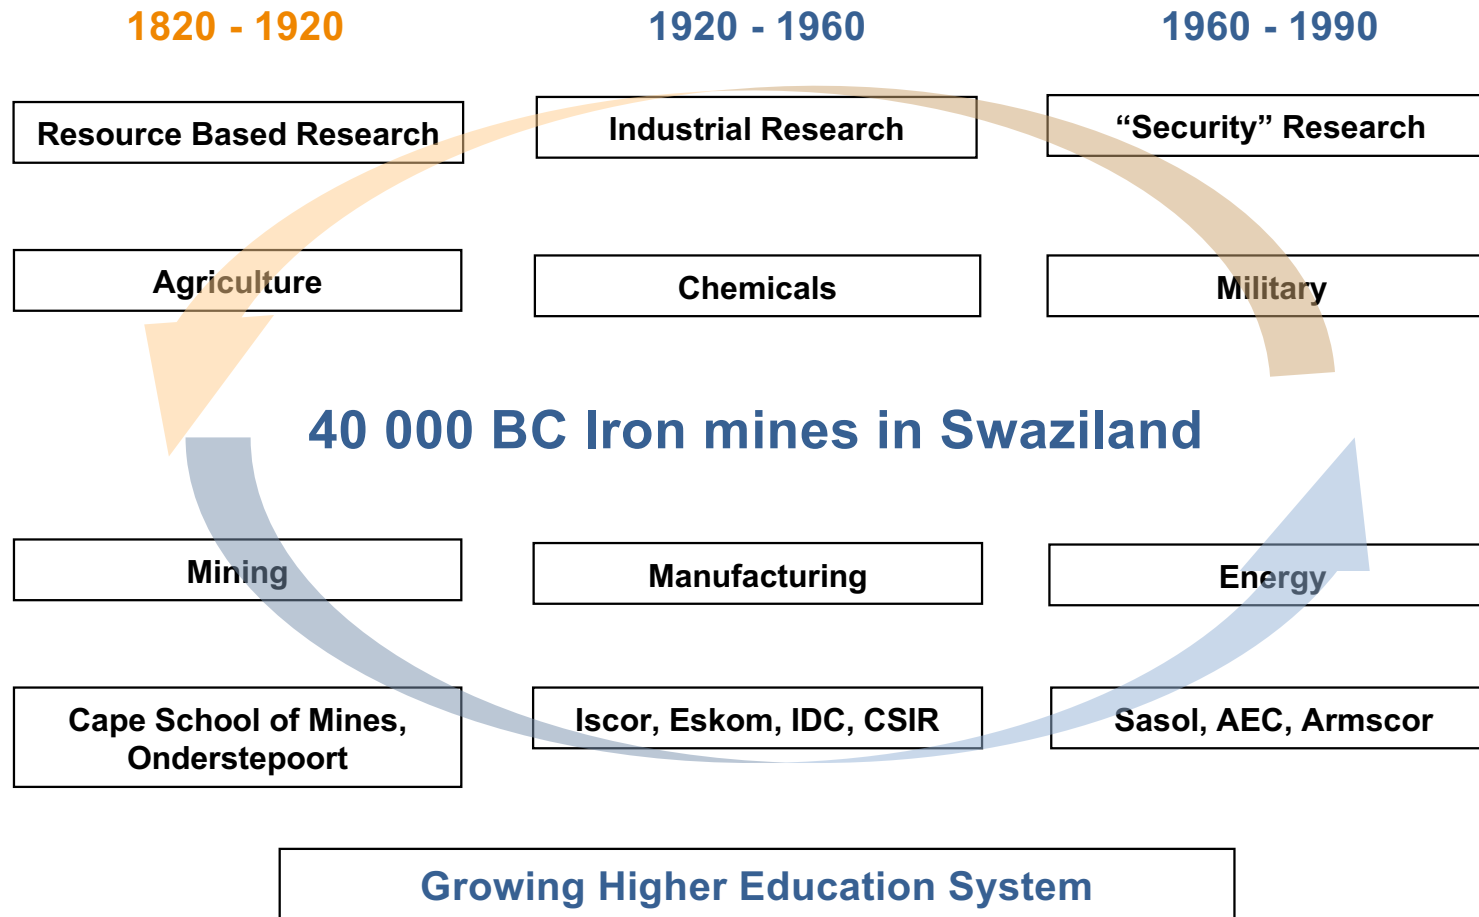 1820 - 1920
1920 - 1960
1960 - 1990
Resource Based Research
Industrial Research
“Security” Research
Agriculture
Chemicals
Military
40 000 BC Iron mines in Swaziland
Mining
Manufacturing
Energy
Cape School of Mines,
Onderstepoort
Iscor, Eskom, IDC, CSIR
Sasol, AEC, Armscor
Growing Higher Education System